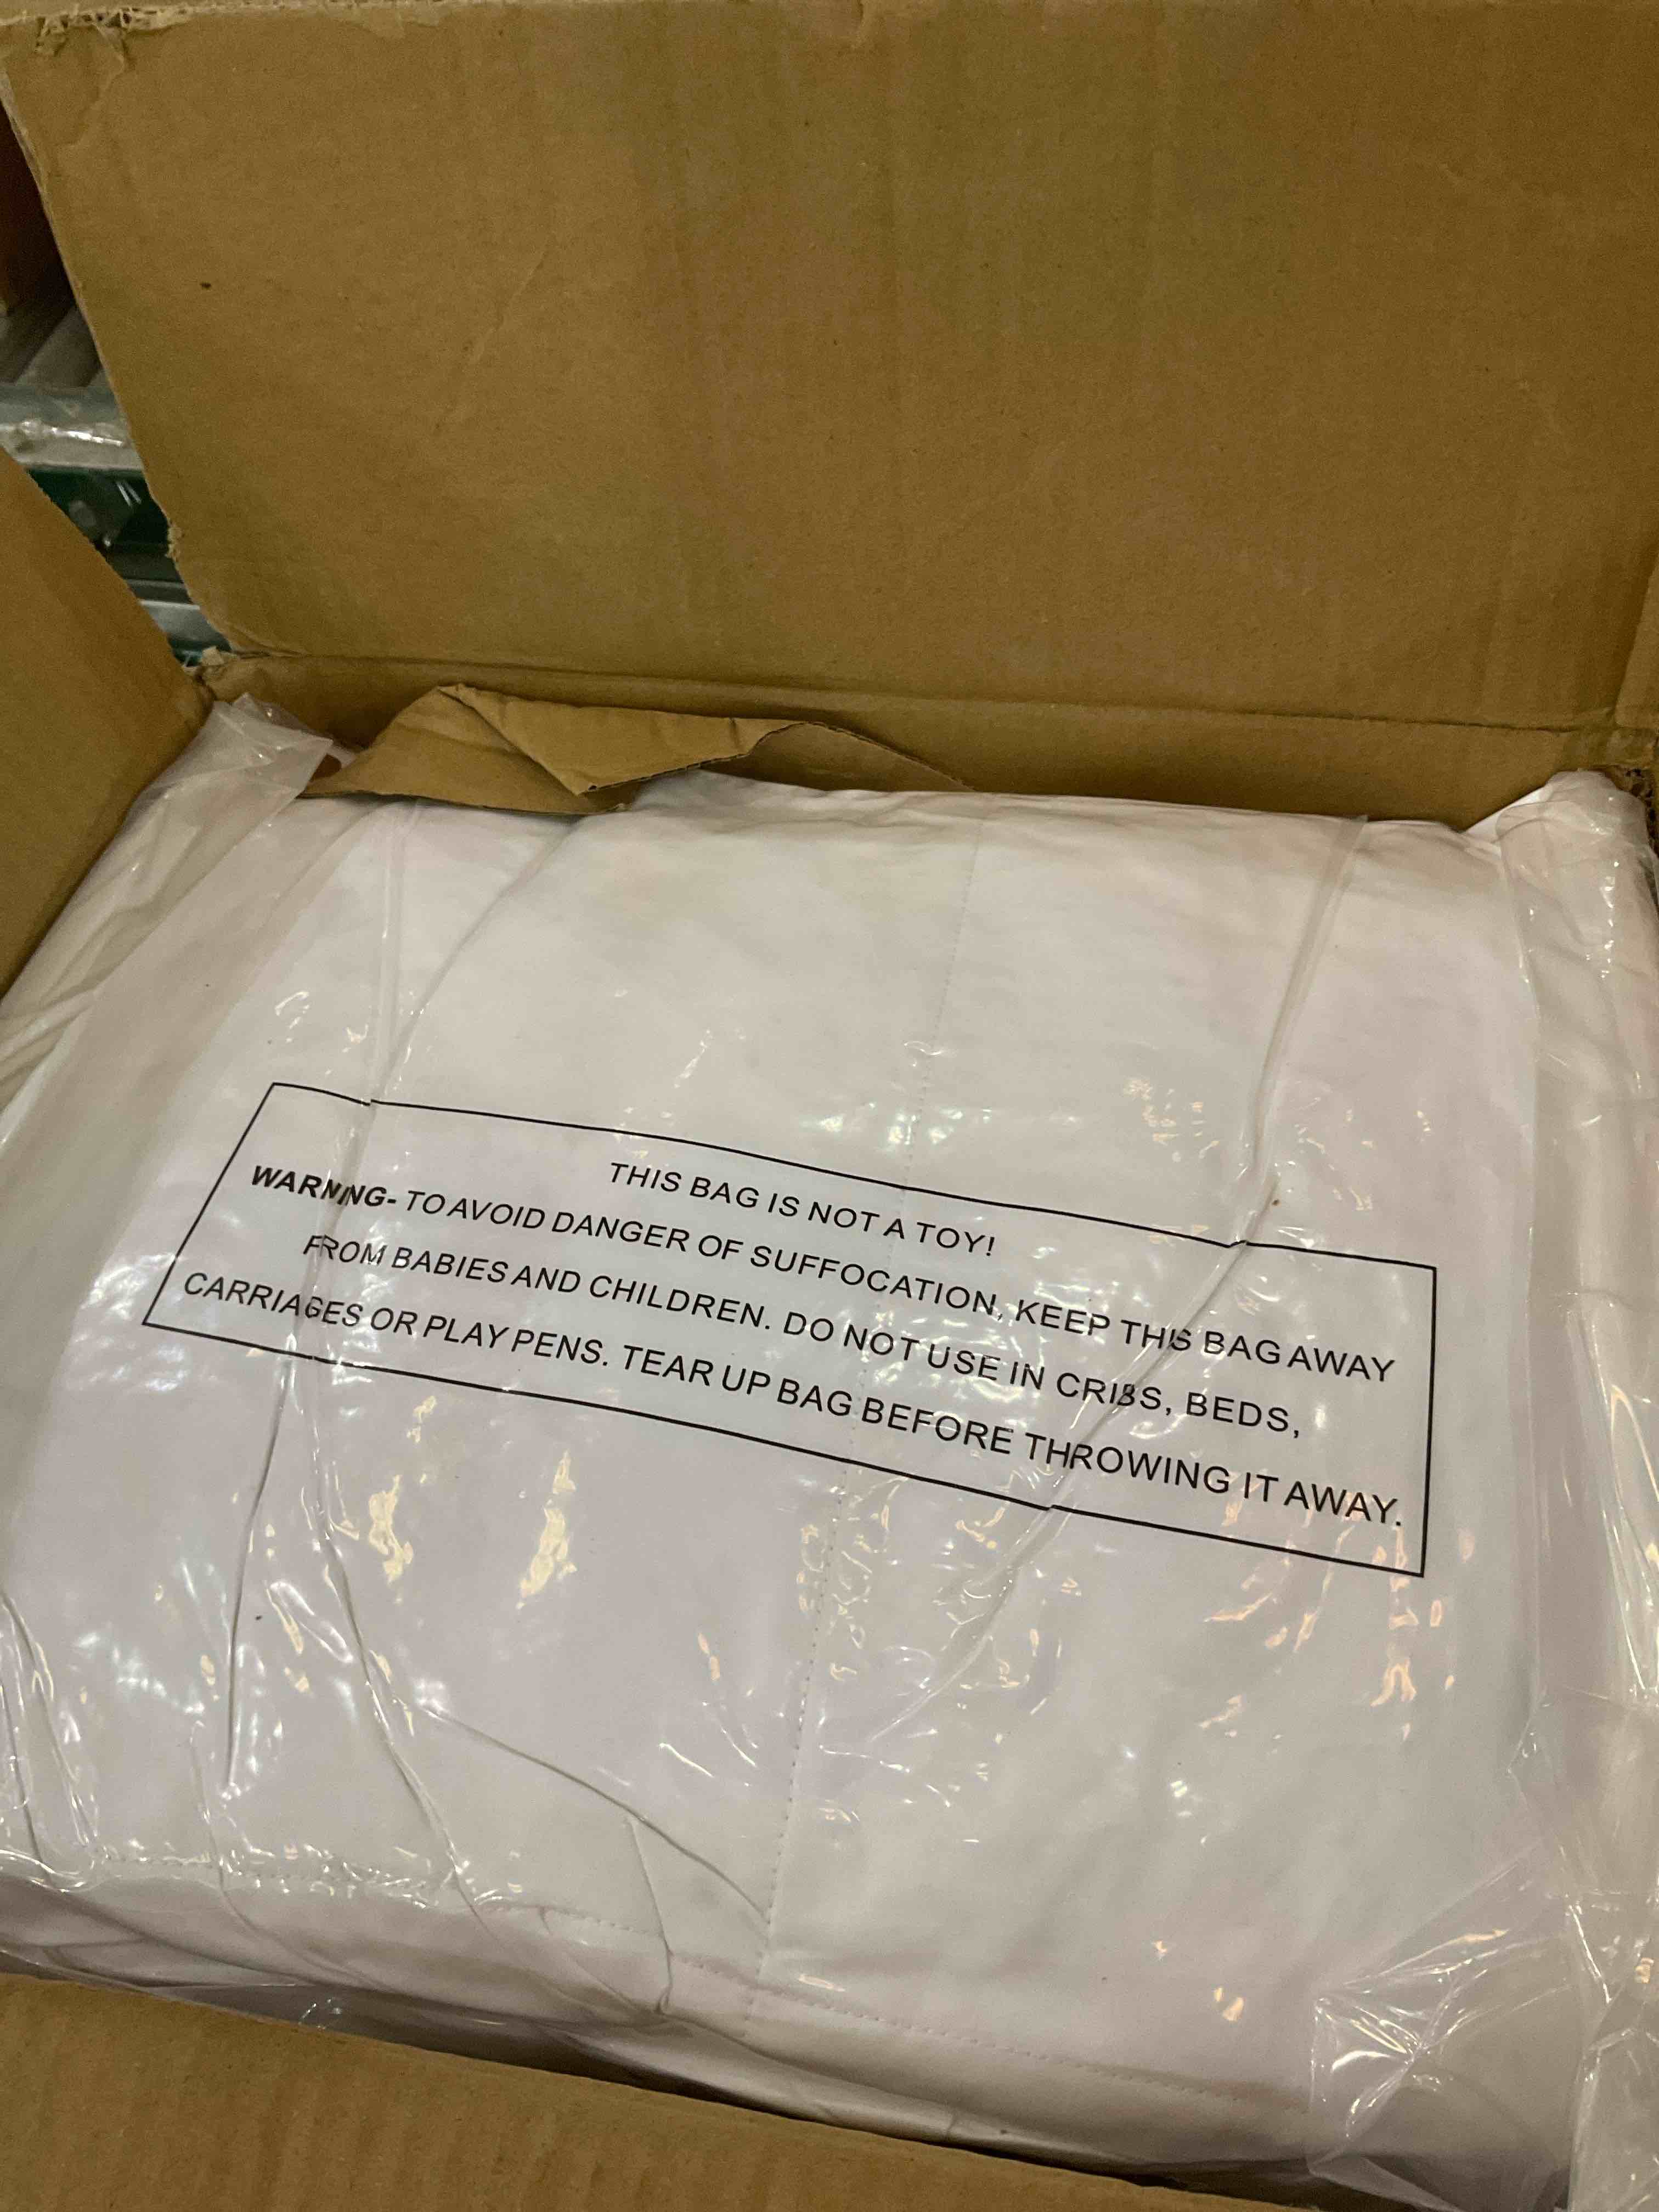 THIS BAG IS NOT A TOY!
WARNING- TO AVOID DANGER OF SUFFOCATION, KEEP THIS BAG AWAY
FROM BABIES AND CHILDREN. DO NOT USE IN CRIBS, BEDS,
CARRIAGES OR PLAY PENS. TEAR UP BAG BEFORE THROWING IT AWAY.